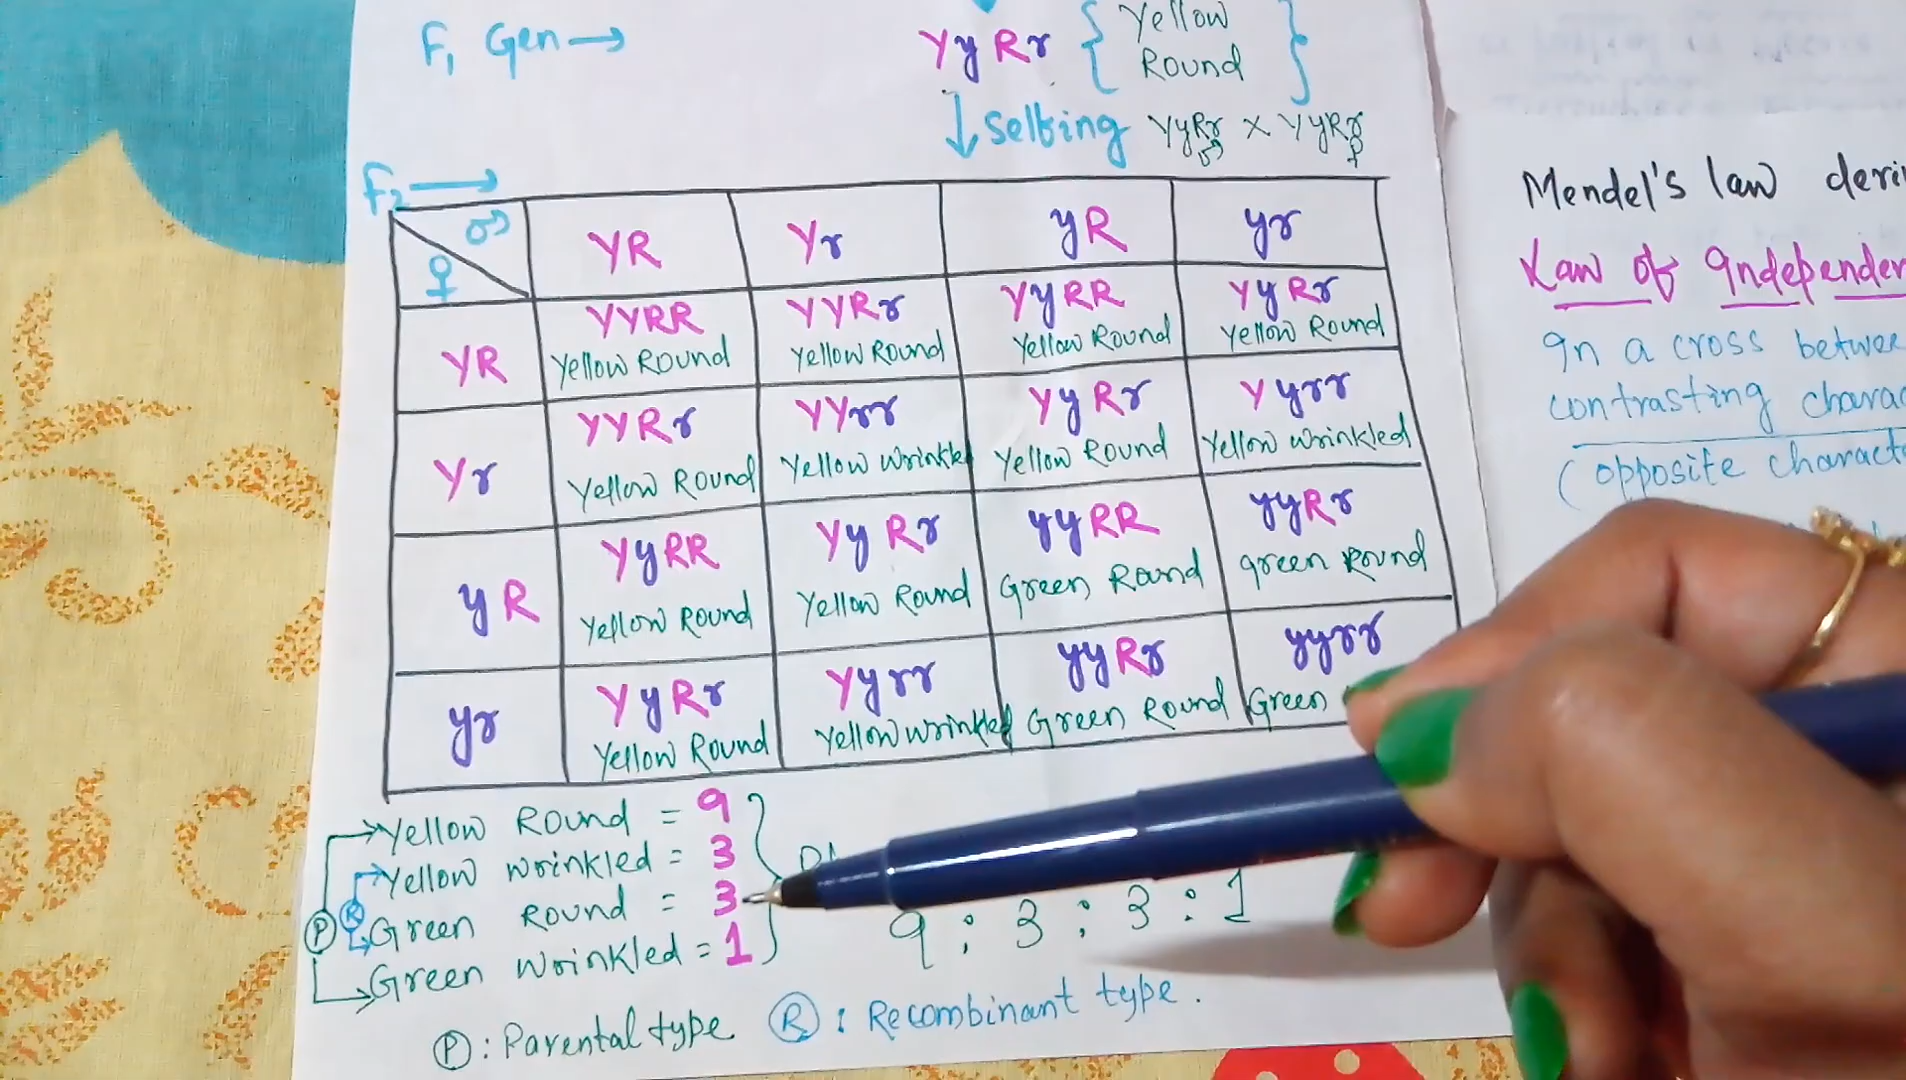 F1 Gen →
YyRr { Yellow Round }
↓ Selfing YyRr ♂ × YyRr ♀
F2 →
♂ ♀ YR Yr yR yr
YR YYRR YYRr YyRR YyRr
Yellow Round Yellow Round Yellow Round Yellow Round
Yr YYRr YYrr YyRr Yyrr
Yellow Round Yellow wrinkled Yellow Round Yellow wrinkled
yR YyRR YyRr yyRR yyRr
Yellow Round Yellow Round Green Round green Round
yr YyRr Yyrr yyRr yyrr
Yellow Round Yellow wrinkled Green Round Green
Yellow Round = 9
Yellow wrinkled = 3
Green Round = 3
Green wrinkled = 1
P R
9 : 3 : 3 : 1
P : Parental type R : Recombinant type.
Mendel's law
Law of
In a cross
contrasting
(opposite